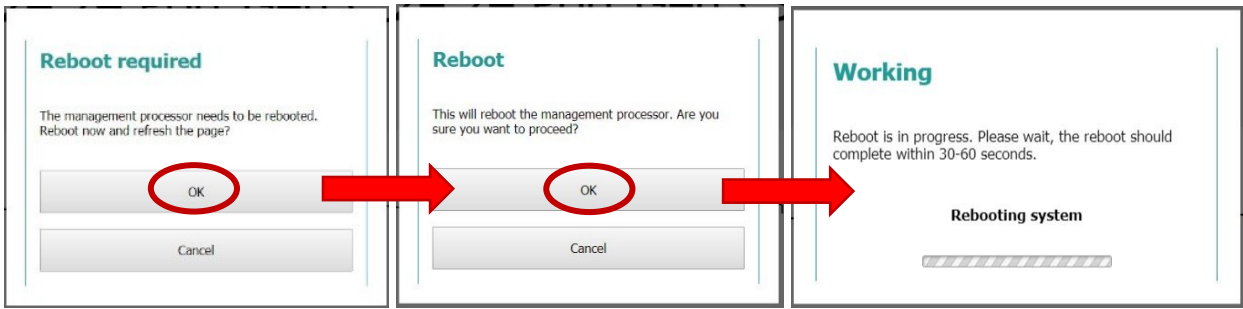 Reboot required
The management processor needs to be rebooted.
Reboot now and refresh the page?
OK
Cancel
Reboot
This will reboot the management processor. Are you
sure you want to proceed?
OK
Cancel
Working
Reboot is in progress. Please wait, the reboot should
complete within 30-60 seconds.
Rebooting system